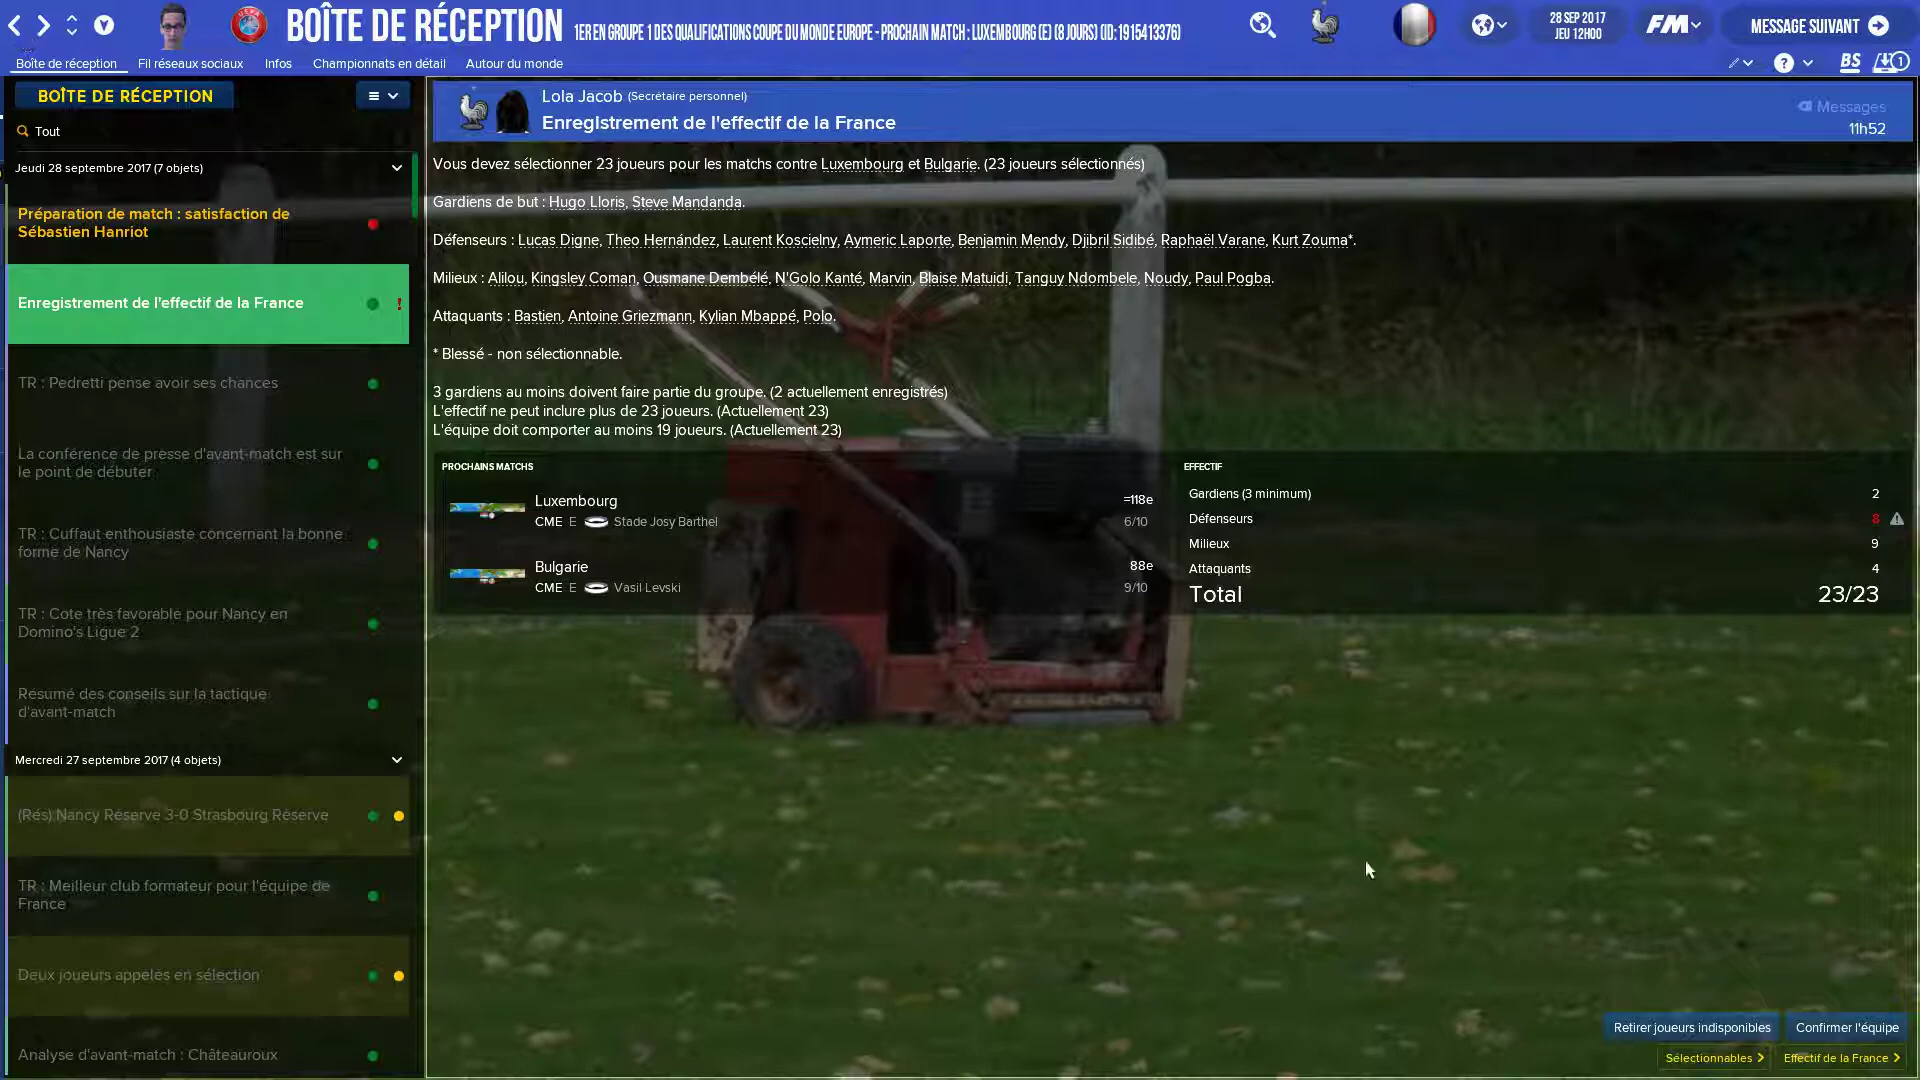 BOÎTE DE RÉCEPTION
1ER EN GROUPE 1 DES QUALIFICATIONS COUPE DU MONDE EUROPE - PROCHAIN MATCH : LUXEMBOURG (E) (8 JOURS) (ID:1915413376)
28 SEP 2017
JEU 12H00
FM
MESSAGE SUIVANT
Boîte de réception
Fil réseaux sociaux
Infos
Championnats en détail
Autour du monde
BS
1
BOÎTE DE RÉCEPTION
Tout
Jeudi 28 septembre 2017 (7 objets)
Préparation de match : satisfaction de
Sébastien Hanriot
Enregistrement de l'effectif de la France
TR : Pedretti pense avoir ses chances
La conférence de presse d'avant-match est sur
le point de débuter
TR : Cuffaut enthousiaste concernant la bonne
forme de Nancy
TR : Cote très favorable pour Nancy en
Domino's Ligue 2
Résumé des conseils sur la tactique
d'avant-match
Mercredi 27 septembre 2017 (4 objets)
(Rés) Nancy Réserve 3-0 Strasbourg Réserve
TR : Meilleur club formateur pour l'équipe de
France
Deux joueurs appelés en sélection
Analyse d'avant-match : Châteauroux
Lola Jacob (Secrétaire personnel)
Enregistrement de l'effectif de la France
Messages
11h52
Vous devez sélectionner 23 joueurs pour les matchs contre Luxembourg et Bulgarie. (23 joueurs sélectionnés)
Gardiens de but : Hugo Lloris, Steve Mandanda.
Défenseurs : Lucas Digne, Theo Hernández, Laurent Koscielny, Aymeric Laporte, Benjamin Mendy, Djibril Sidibé, Raphaël Varane, Kurt Zouma*.
Milieux : Alilou, Kingsley Coman, Ousmane Dembélé, N'Golo Kanté, Marvin, Blaise Matuidi, Tanguy Ndombele, Noudy, Paul Pogba.
Attaquants : Bastien, Antoine Griezmann, Kylian Mbappé, Polo.
* Blessé - non sélectionnable.
3 gardiens au moins doivent faire partie du groupe. (2 actuellement enregistrés)
L'effectif ne peut inclure plus de 23 joueurs. (Actuellement 23)
L'équipe doit comporter au moins 19 joueurs. (Actuellement 23)
PROCHAINS MATCHS
Luxembourg =118e
CME E Stade Josy Barthel 6/10
Bulgarie 88e
CME E Vasil Levski 9/10
EFFECTIF
Gardiens (3 minimum) 2
Défenseurs 8
Milieux 9
Attaquants 4
Total 23/23
Retirer joueurs indisponibles
Confirmer l'équipe
Sélectionnables
Effectif de la France